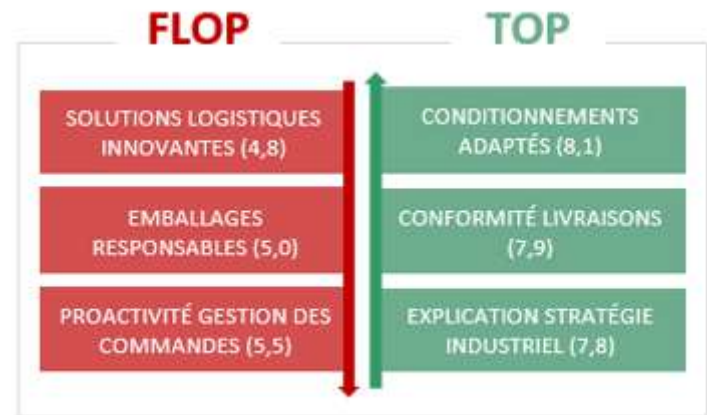 FLOP
SOLUTIONS LOGISTIQUES
INNOVANTES (4,8)
EMBALLAGES
RESPONSABLES (5,0)
PROACTIVITÉ GESTION DES
COMMANDES (5,5)
TOP
CONDITIONNEMENTS
ADAPTÉS (8,1)
CONFORMITÉ LIVRAISONS
(7,9)
EXPLICATION STRATÉGIE
INDUSTRIEL (7,8)